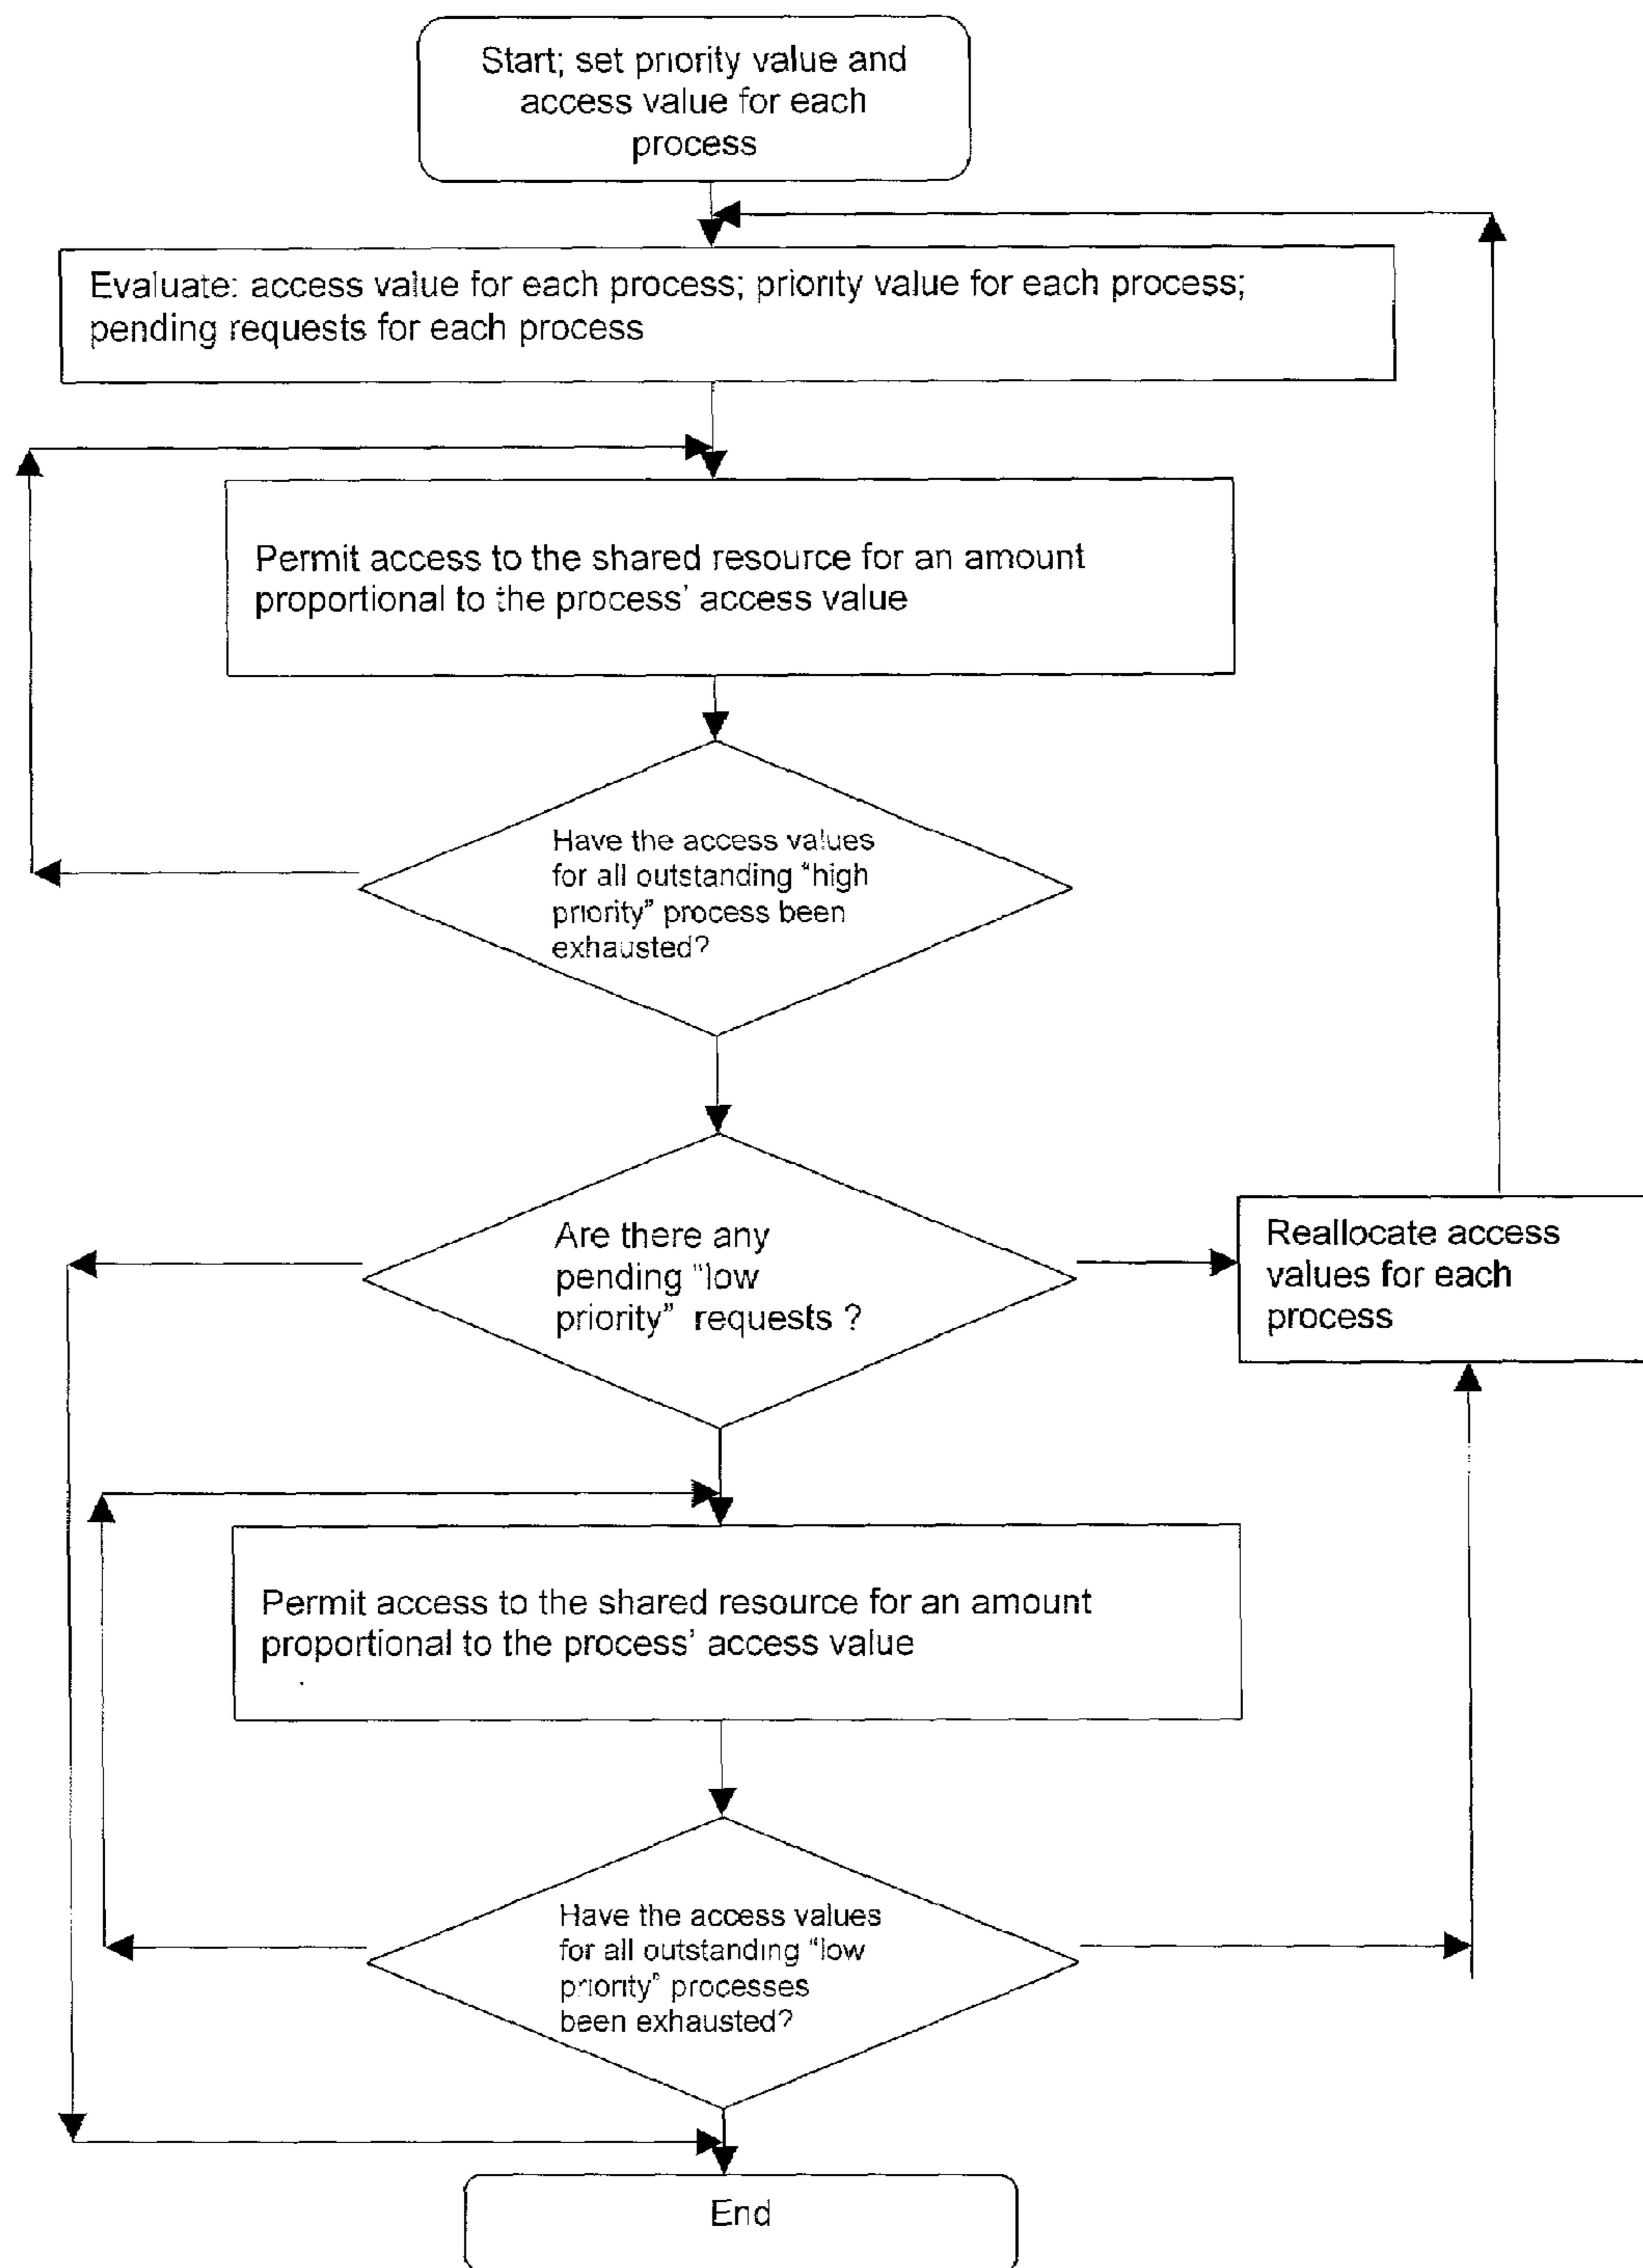 Start; set priority value and
access value for each
process
Evaluate: access value for each process; priority value for each process;
pending requests for each process
Permit access to the shared resource for an amount
proportional to the process' access value
Have the access values
for all outstanding "high
priority" process been
exhausted?
Are there any
pending "low
priority" requests ?
Reallocate access
values for each
process
Permit access to the shared resource for an amount
proportional to the process' access value
Have the access values
for all outstanding "low
priority" processes
been exhausted?
End